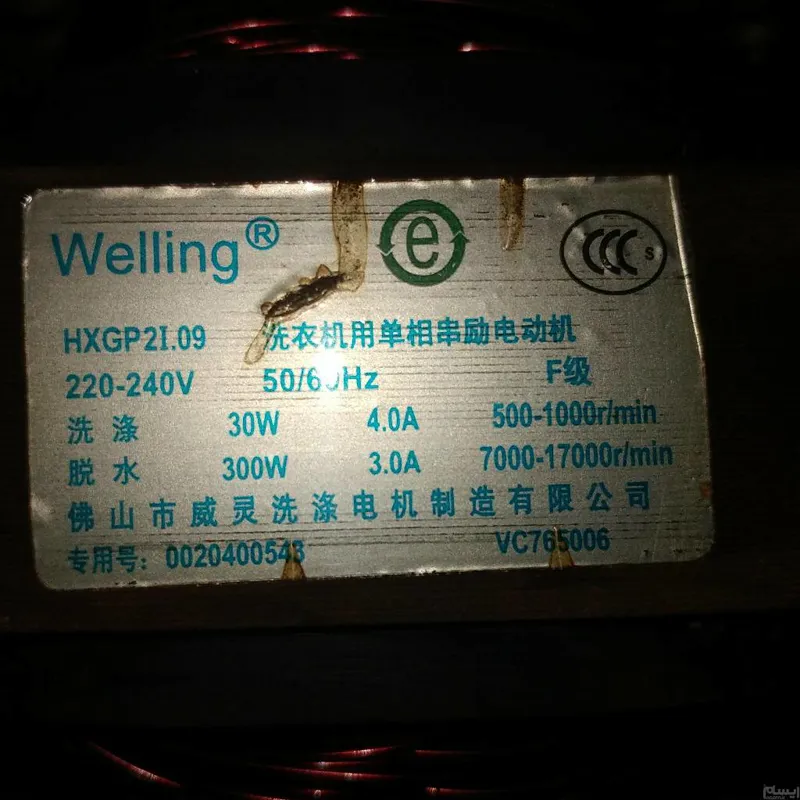 Welling® e CCC S
HXGP2I.09 洗衣机用单相串励电动机
220-240V 50/60Hz F级
洗涤 30W 4.0A 500-1000r/min
脱水 300W 3.0A 7000-17000r/min
佛山市威灵洗涤电机制造有限公司
专用号: 0020400543 VC765006
ايسام